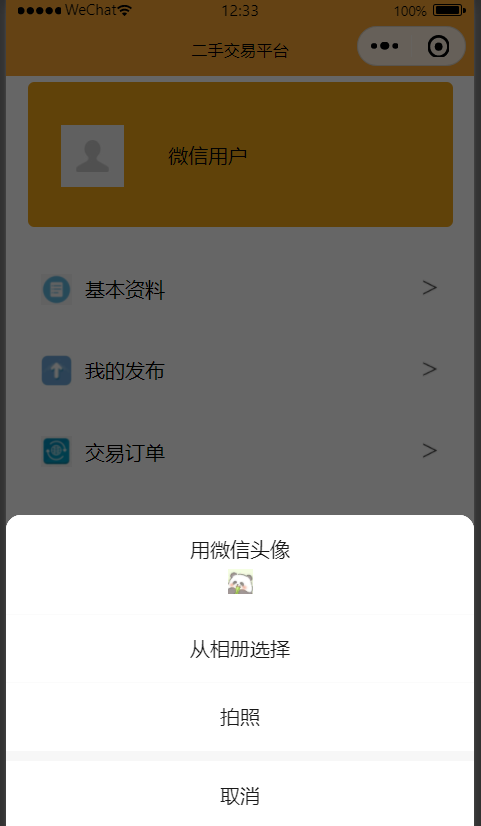 WeChat 12:33 100%
二手交易平台
微信用户
基本资料 >
我的发布 >
交易订单 >
用微信头像
从相册选择
拍照
取消